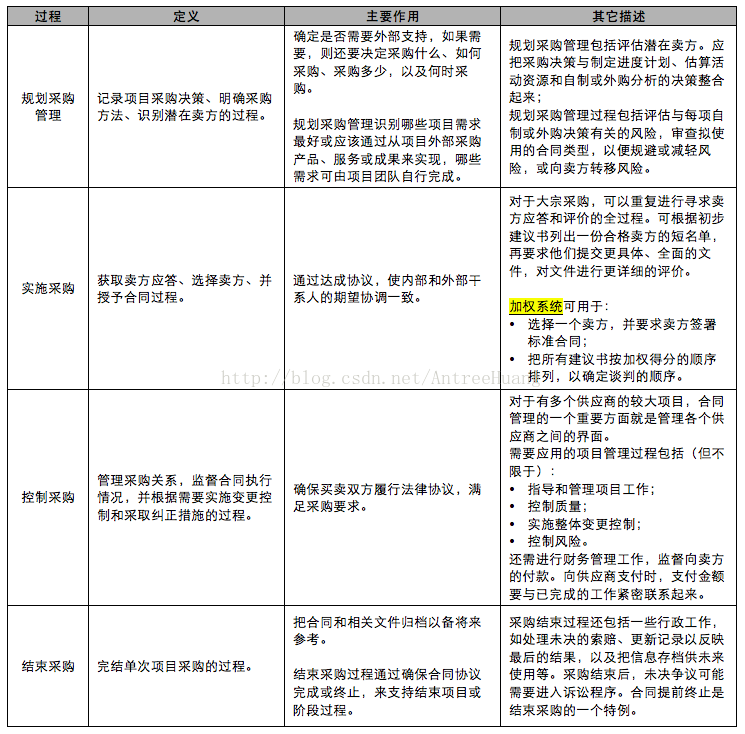 过程
定义
主要作用
其它描述
规划采购
管理
记录项目采购决策、明确采购
方法、识别潜在卖方的过程。
确定是否需要外部支持，如果需
要，则还要决定采购什么、如何
采购、采购多少，以及何时采
购。
规划采购管理识别哪些项目需求
最好或应该通过从项目外部采购
产品、服务或成果来实现，哪些
需求可由项目团队自行完成。
规划采购管理包括评估潜在卖方。应
把采购决策与制定进度计划、估算活
动资源和自制或外购分析的决策整合
起来；
规划采购管理过程包括评估与每项自
制或外购决策有关的风险，审查拟使
用的合同类型，以便规避或减轻风
险，或向卖方转移风险。
实施采购
获取卖方应答、选择卖方、并
授予合同过程。
通过达成协议，使内部和外部干
系人的期望协调一致。
对于大宗采购，可以重复进行寻求卖
方应答和评价的全过程。可根据初步
建议书列出一份合格卖方的短名单，
再要求他们提交更具体、全面的文
件，对文件进行更详细的评价。
加权系统可用于：
• 选择一个卖方，并要求卖方签署
标准合同；
• 把所有建议书按加权得分的顺序
排列，以确定谈判的顺序。
http://blog.csdn.net/AntreeHuang
控制采购
管理采购关系，监督合同执行
情况，并根据需要实施变更控
制和采取纠正措施的过程。
确保买卖双方履行法律协议，满
足采购要求。
对于有多个供应商的较大项目，合同
管理的一个重要方面就是管理各个供
应商之间的界面。
需要应用的项目管理过程包括（但不
限于）：
• 指导和管理项目工作；
• 控制质量；
• 实施整体变更控制；
• 控制风险。
还需进行财务管理工作，监督向卖方
的付款。向供应商支付时，支付金额
要与已完成的工作紧密联系起来。
结束采购
完结单次项目采购的过程。
把合同和相关文件归档以备将来
参考。
结束采购过程通过确保合同协议
完成或终止，来支持结束项目或
阶段过程。
采购结束过程还包括一些行政工作，
如处理未决的索赔、更新记录以反映
最后的结果，以及把信息存档供未来
使用等。采购结束后，未决争议可能
需要进入诉讼程序。合同提前终止是
结束采购的一个特例。